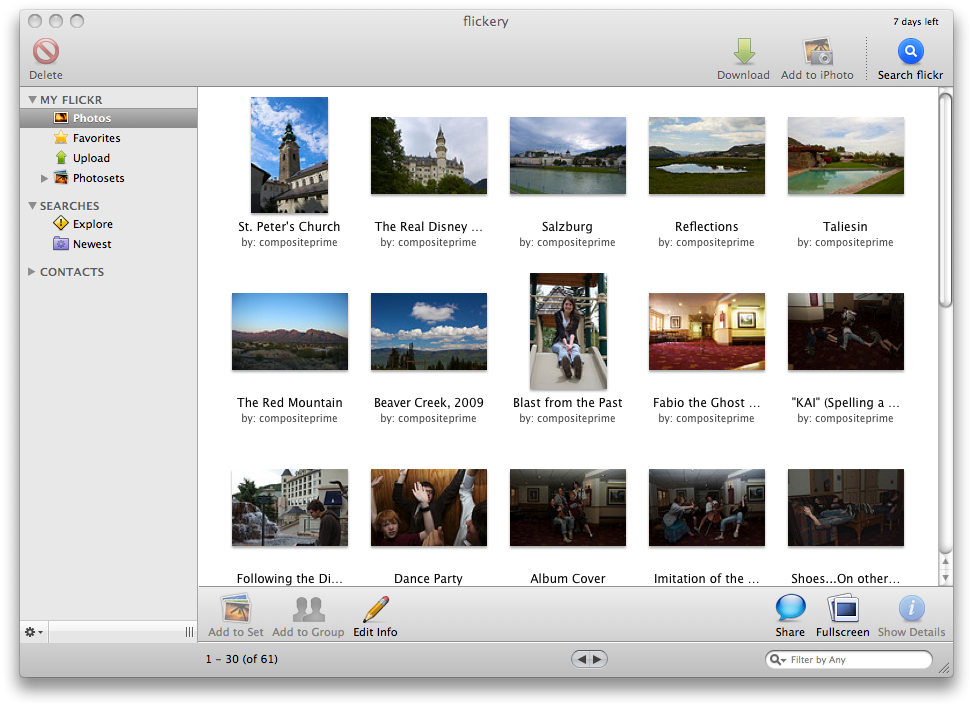 flickery
7 days left
Delete
Download
Add to iPhoto
Search flickr
MY FLICKR
Photos
Favorites
Upload
Photosets
SEARCHES
Explore
Newest
CONTACTS
St. Peter's Church
by: compositeprime
The Real Disney ...
by: compositeprime
Salzburg
by: compositeprime
Reflections
by: compositeprime
Taliesin
by: compositeprime
The Red Mountain
by: compositeprime
Beaver Creek, 2009
by: compositeprime
Blast from the Past
by: compositeprime
Fabio the Ghost ...
by: compositeprime
"KAI" (Spelling a ...
by: compositeprime
Following the Di...
Dance Party
Album Cover
Imitation of the ...
Shoes...On other...
Add to Set
Add to Group
Edit Info
Share
Fullscreen
Show Details
1 – 30 (of 61)
Filter by Any